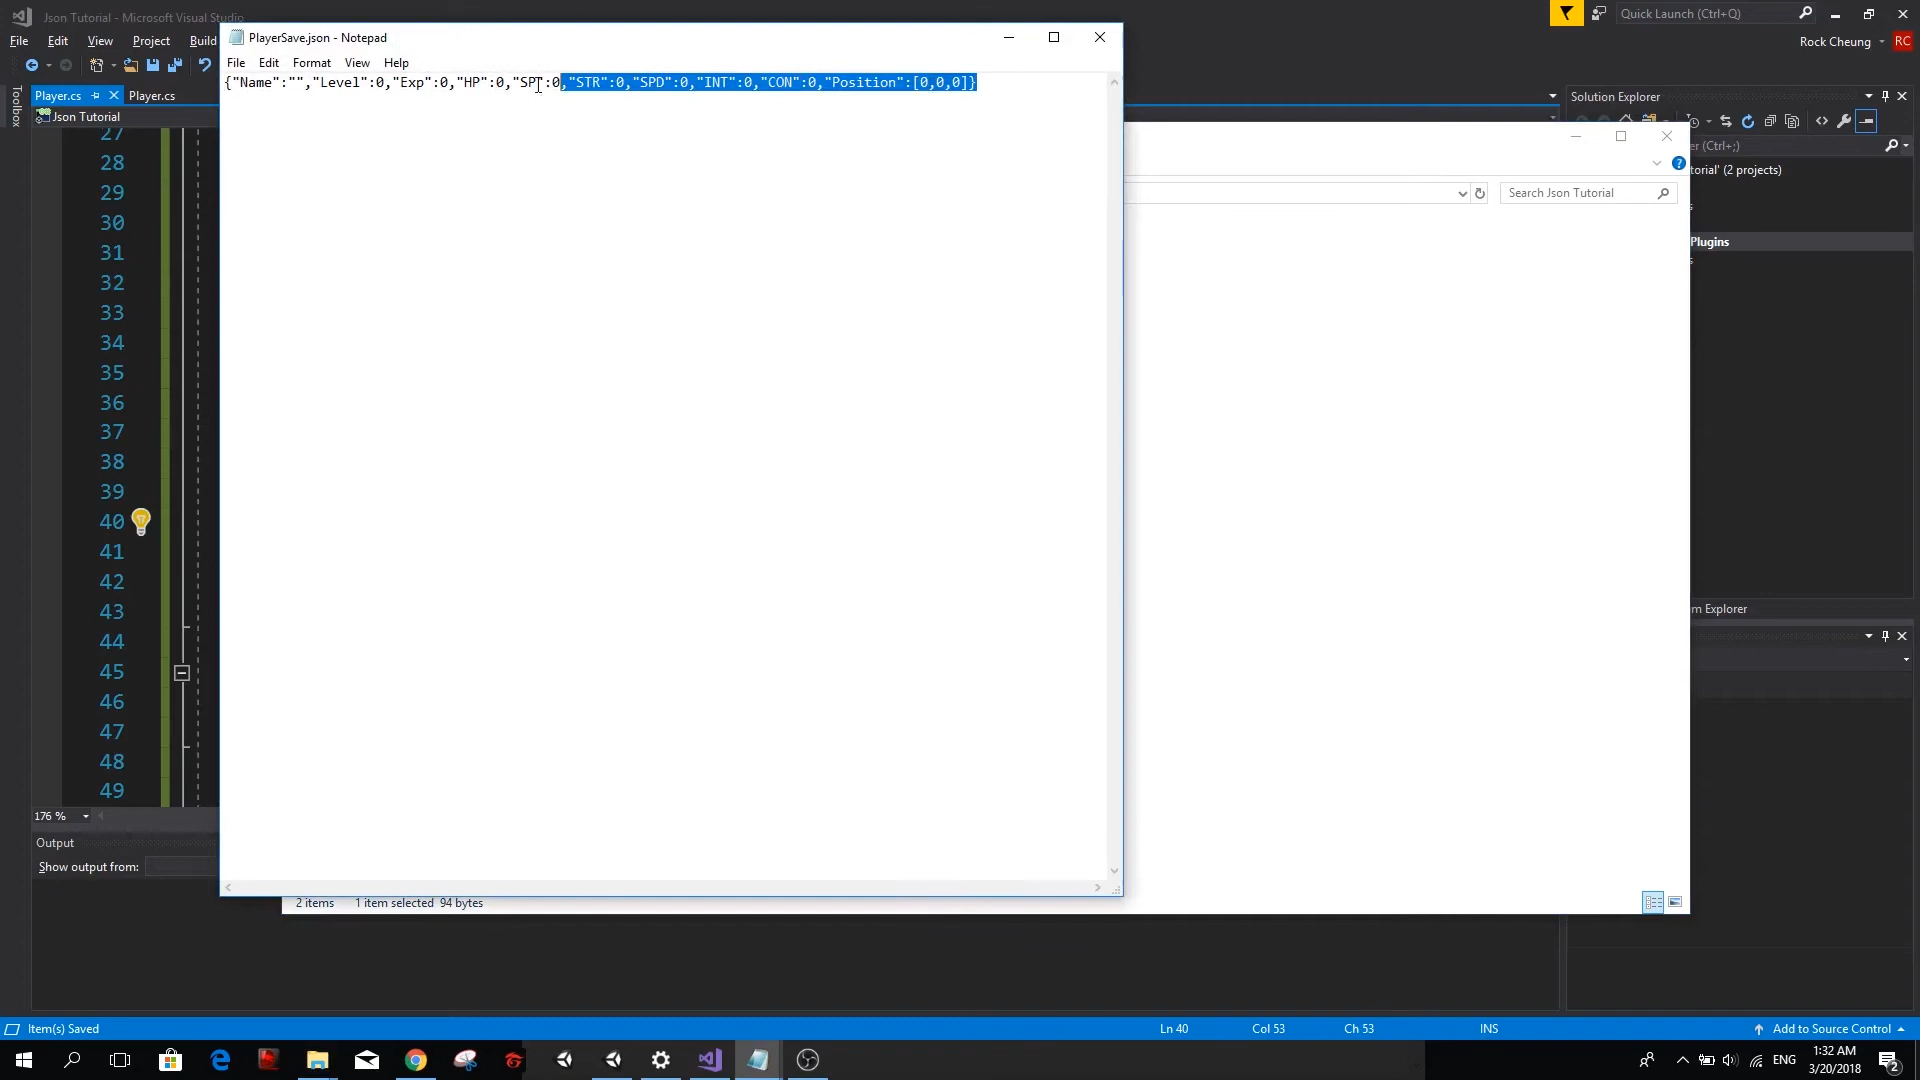 Json Tutorial - Microsoft Visual Studio
Quick Launch (Ctrl+Q)
File Edit View Project Build
Rock Cheung RC
PlayerSave.json - Notepad
File Edit Format View Help
{"Name":"","Level":0,"Exp":0,"HP":0,"SP":0,"STR":0,"SPD":0,"INT":0,"CON":0,"Position":[0,0,0]}
Toolbox
Player.cs Player.cs
Json Tutorial
Solution Explorer
er (Ctrl+;)
torial' (2 projects)
Search Json Tutorial
Plugins
27
28
29
30
31
32
33
34
35
36
37
38
39
40
41
42
43
44
45
46
47
48
49
m Explorer
176 %
Output
Show output from:
2 items 1 item selected 94 bytes
Item(s) Saved
Ln 40 Col 53 Ch 53 INS
Add to Source Control
ENG
1:32 AM
3/20/2018
2